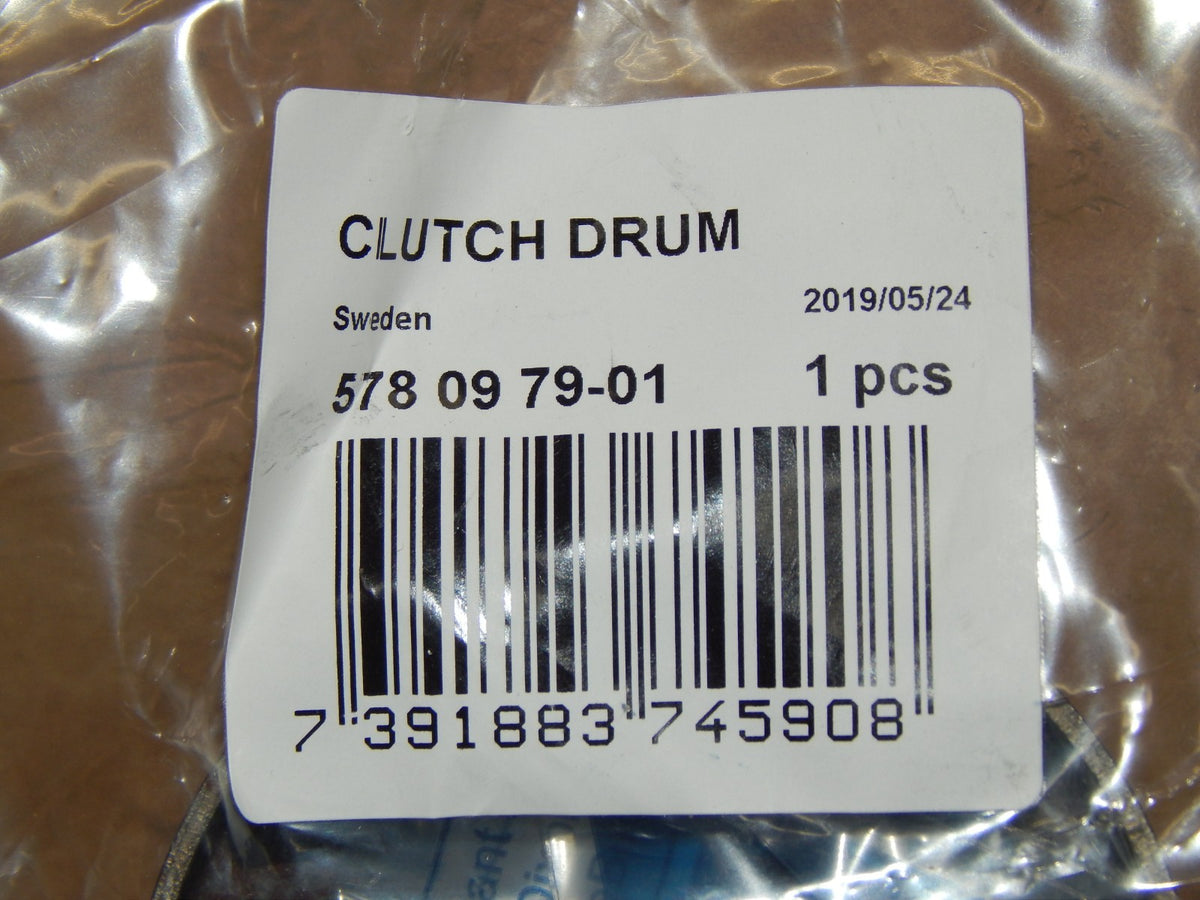 CLUTCH DRUM
Sweden
2019/05/24
578 09 79-01
1 pcs
7 391883 745908